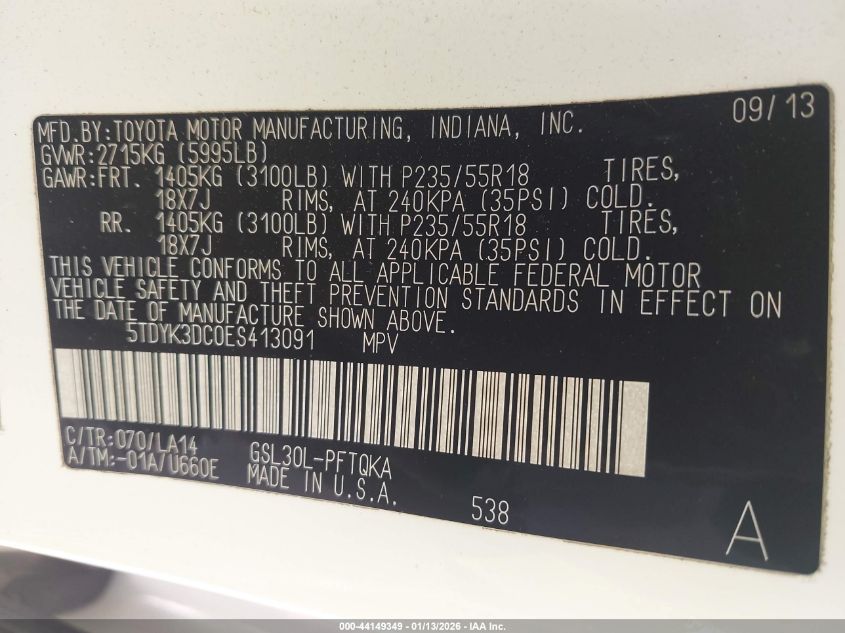 09/13
MFD.BY:TOYOTA MOTOR MANUFACTURING, INDIANA, INC.
GVWR:2715KG (5995LB)
GAWR:FRT. 1405KG (3100LB) WITH P235/55R18 TIRES,
18X7J RIMS, AT 240KPA (35PSI) COLD.
RR. 1405KG (3100LB) WITH P235/55R18 TIRES,
18X7J RIMS, AT 240KPA (35PSI) COLD.
THIS VEHICLE CONFORMS TO ALL APPLICABLE FEDERAL MOTOR
VEHICLE SAFETY AND THEFT PREVENTION STANDARDS IN EFFECT ON
THE DATE OF MANUFACTURE SHOWN ABOVE.
5TDYK3DC0ES413091 MPV
C/TR:070/LA14 GSL30L-PFTQKA
A/TM:-01A/U660E MADE IN U.S.A.
538
A
000-44149349 - 01/13/2026 - IAA Inc.